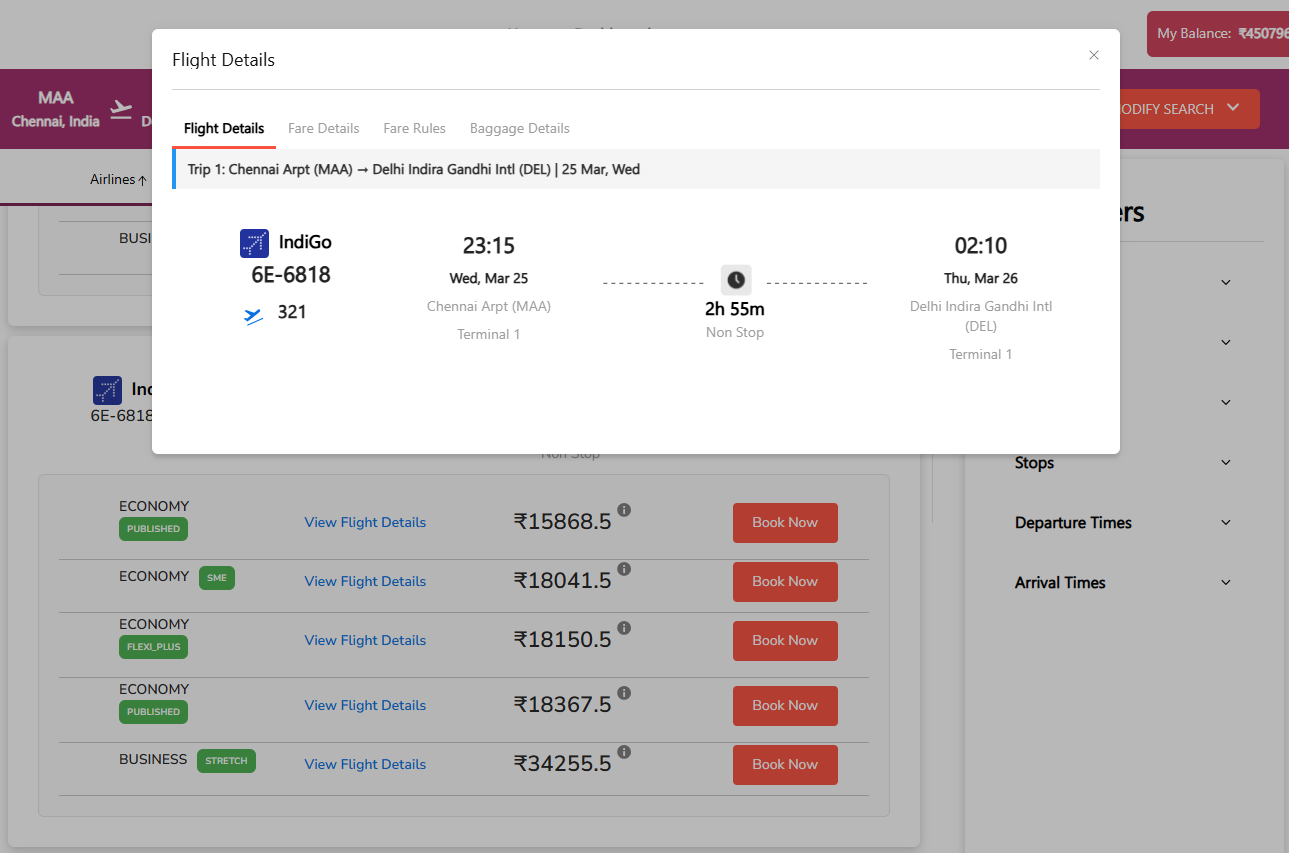 My Balance: ₹450796
Flight Details
MAA
Chennai, India
MODIFY SEARCH
Flight Details Fare Details Fare Rules Baggage Details
Trip 1: Chennai Arpt (MAA) → Delhi Indira Gandhi Intl (DEL) | 25 Mar, Wed
Airlines↑
IndiGo
6E-6818
321
23:15
Wed, Mar 25
Chennai Arpt (MAA)
Terminal 1
2h 55m
Non Stop
02:10
Thu, Mar 26
Delhi Indira Gandhi Intl
(DEL)
Terminal 1
6E-6818
Non Stop
ECONOMY
PUBLISHED
View Flight Details
₹15868.5
Book Now
ECONOMY SME
View Flight Details
₹18041.5
Book Now
ECONOMY
FLEXI_PLUS
View Flight Details
₹18150.5
Book Now
ECONOMY
PUBLISHED
View Flight Details
₹18367.5
Book Now
BUSINESS STRETCH
View Flight Details
₹34255.5
Book Now
Stops
Departure Times
Arrival Times